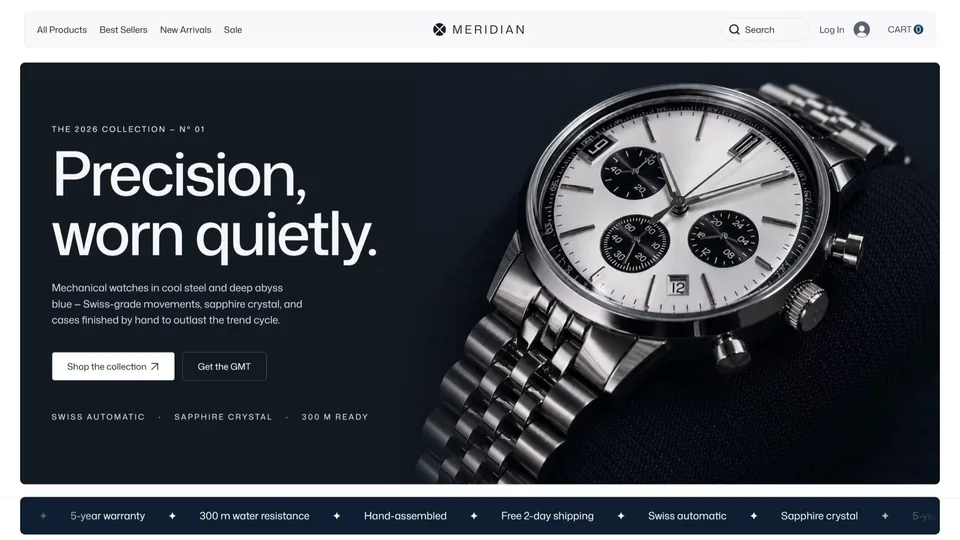 All Products Best Sellers New Arrivals Sale
MERIDIAN
Search
Log In
CART 0
THE 2026 COLLECTION — Nº 01
Precision,
worn quietly.
Mechanical watches in cool steel and deep abyss
blue — Swiss-grade movements, sapphire crystal, and
cases finished by hand to outlast the trend cycle.
Shop the collection
Get the GMT
SWISS AUTOMATIC · SAPPHIRE CRYSTAL · 300 M READY
12
✦ 5-year warranty ✦ 300 m water resistance ✦ Hand-assembled ✦ Free 2-day shipping ✦ Swiss automatic ✦ Sapphire crystal ✦